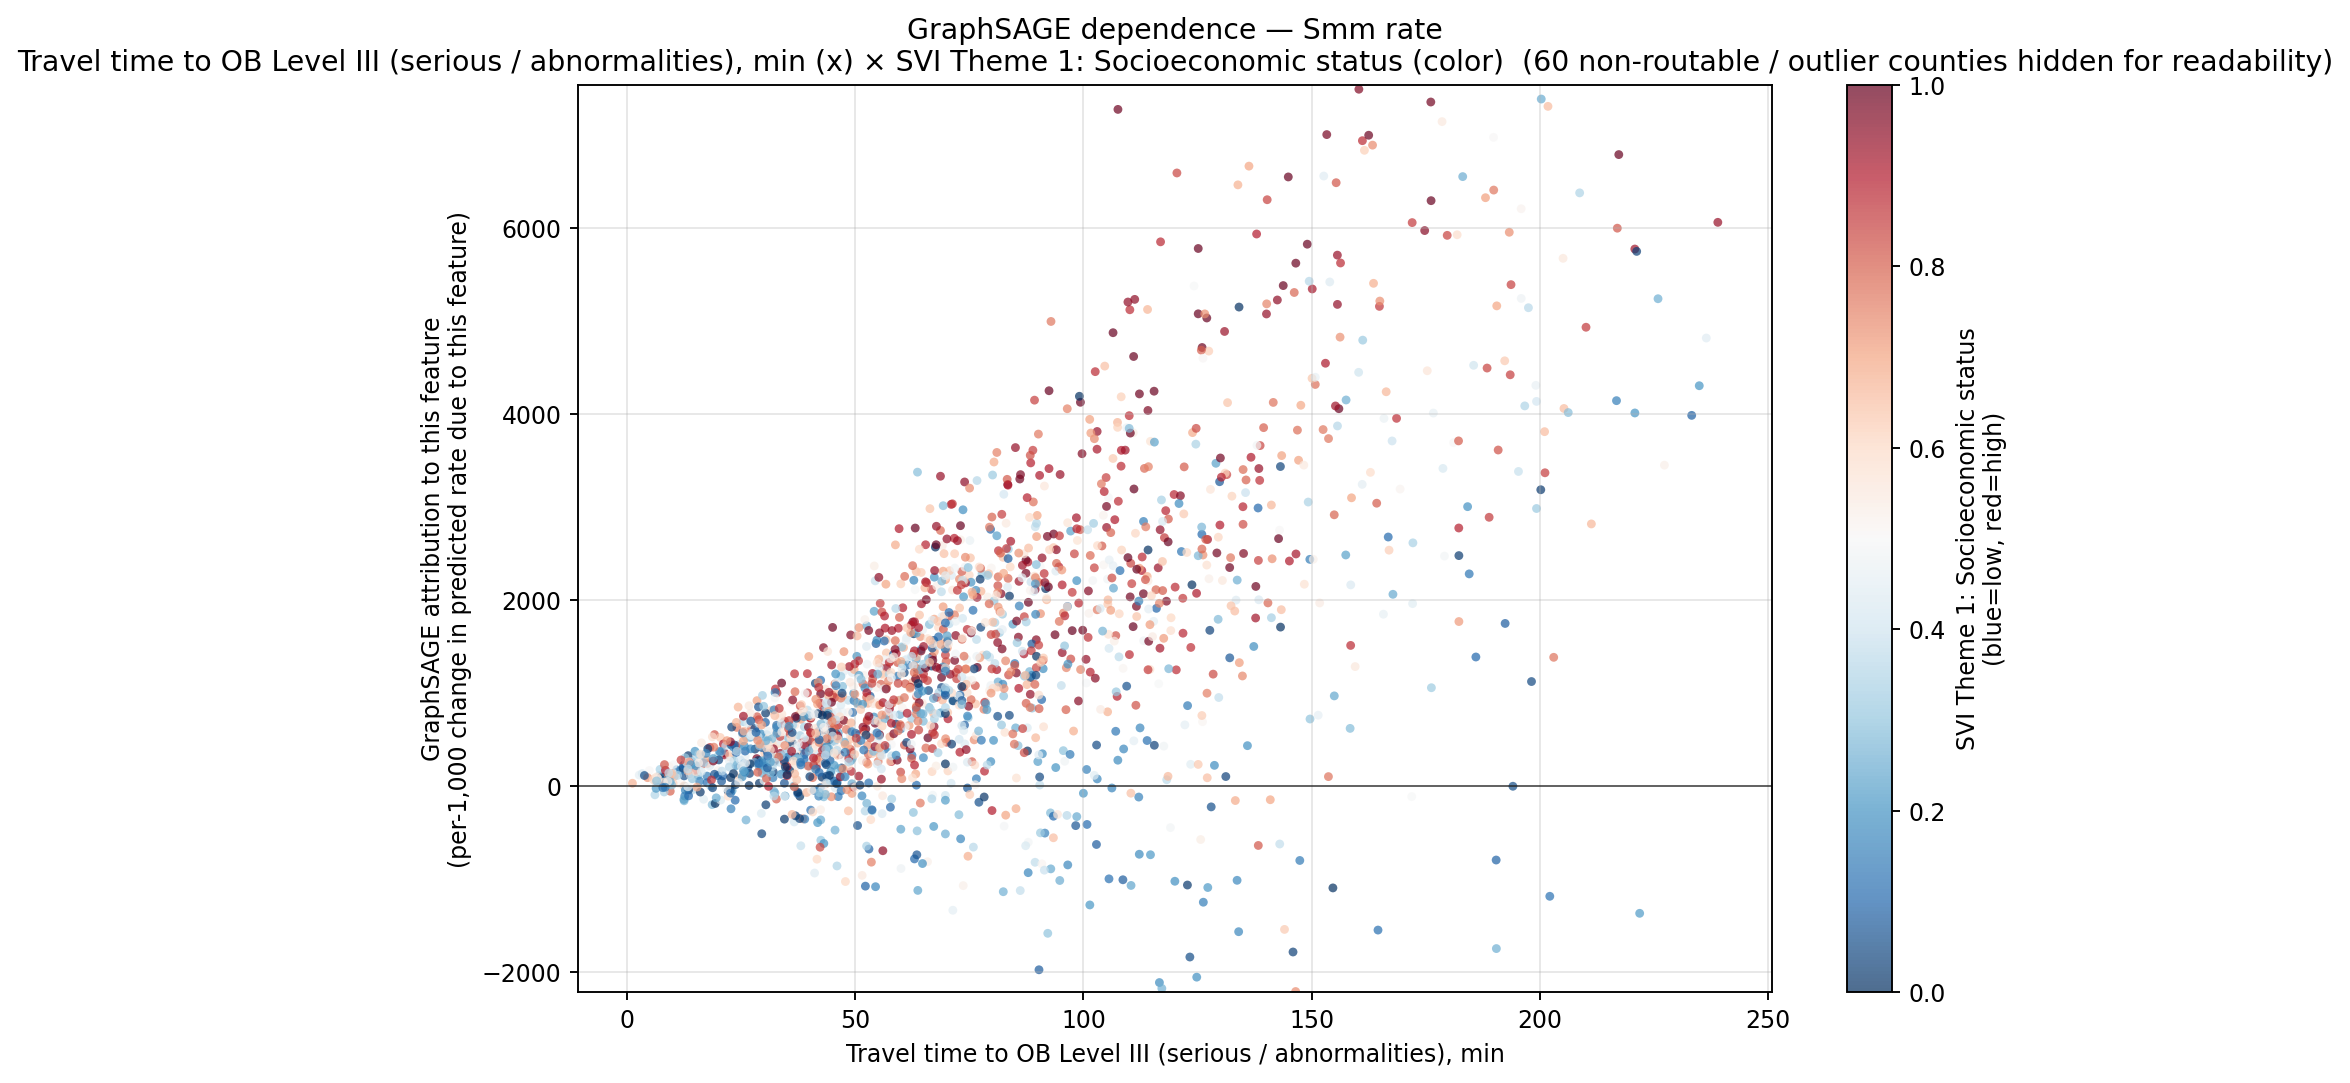 GraphSAGE dependence — Smm rate
Travel time to OB Level III (serious / abnormalities), min (x) × SVI Theme 1: Socioeconomic status (color)  (60 non-routable / outlier counties hidden for readability)
GraphSAGE attribution to this feature
(per-1,000 change in predicted rate due to this feature)
6000
4000
2000
0
−2000
0
50
100
150
200
250
Travel time to OB Level III (serious / abnormalities), min
1.0
0.8
0.6
0.4
0.2
0.0
SVI Theme 1: Socioeconomic status
(blue=low, red=high)